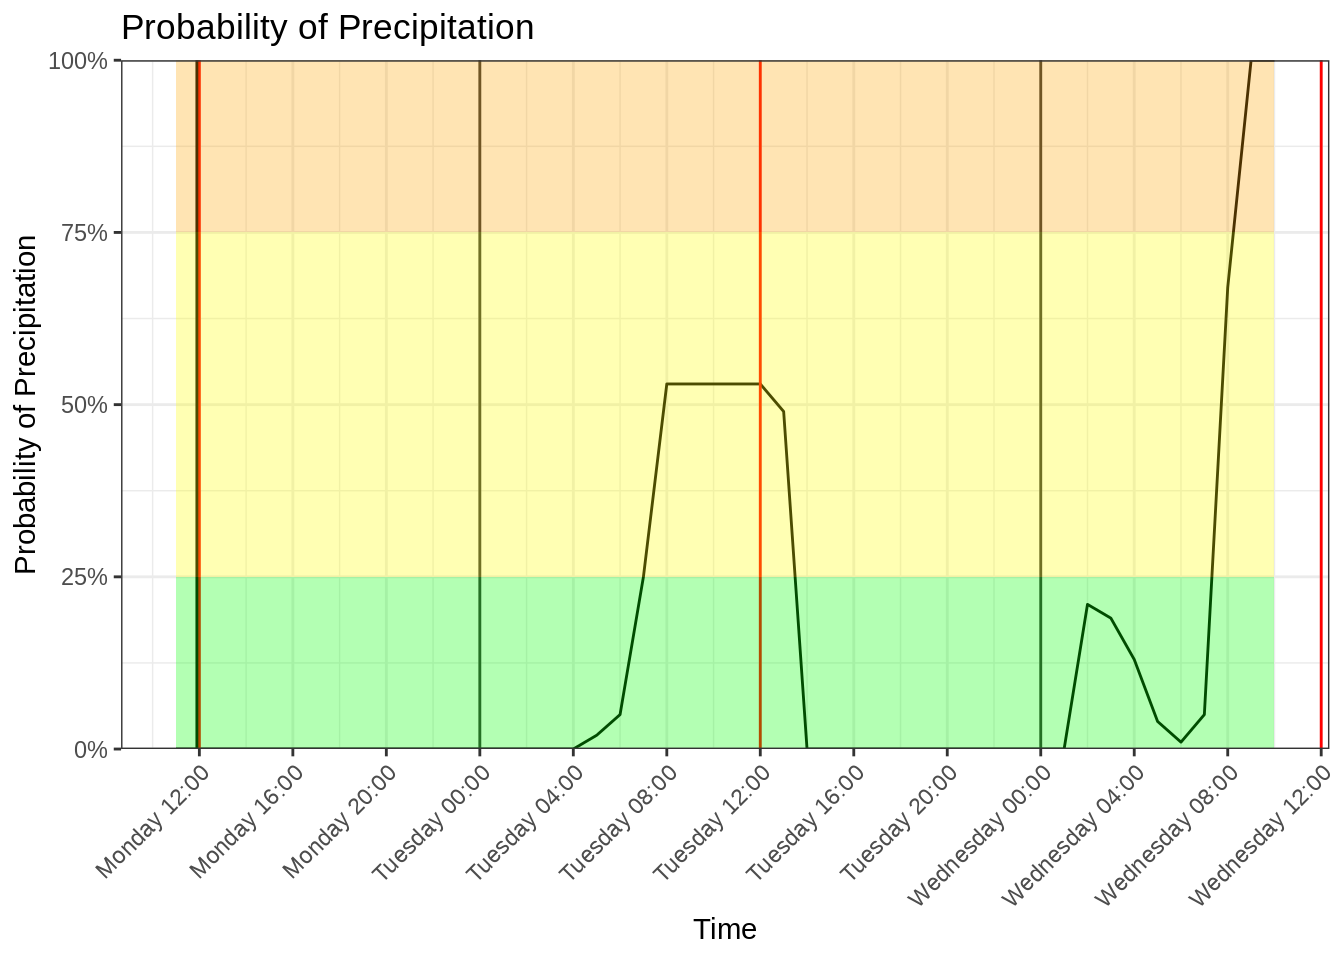 Probability of Precipitation
100%
75%
50%
25%
0%
Probability of Precipitation
Monday 12:00
Monday 16:00
Monday 20:00
Tuesday 00:00
Tuesday 04:00
Tuesday 08:00
Tuesday 12:00
Tuesday 16:00
Tuesday 20:00
Wednesday 00:00
Wednesday 04:00
Wednesday 08:00
Wednesday 12:00
Time